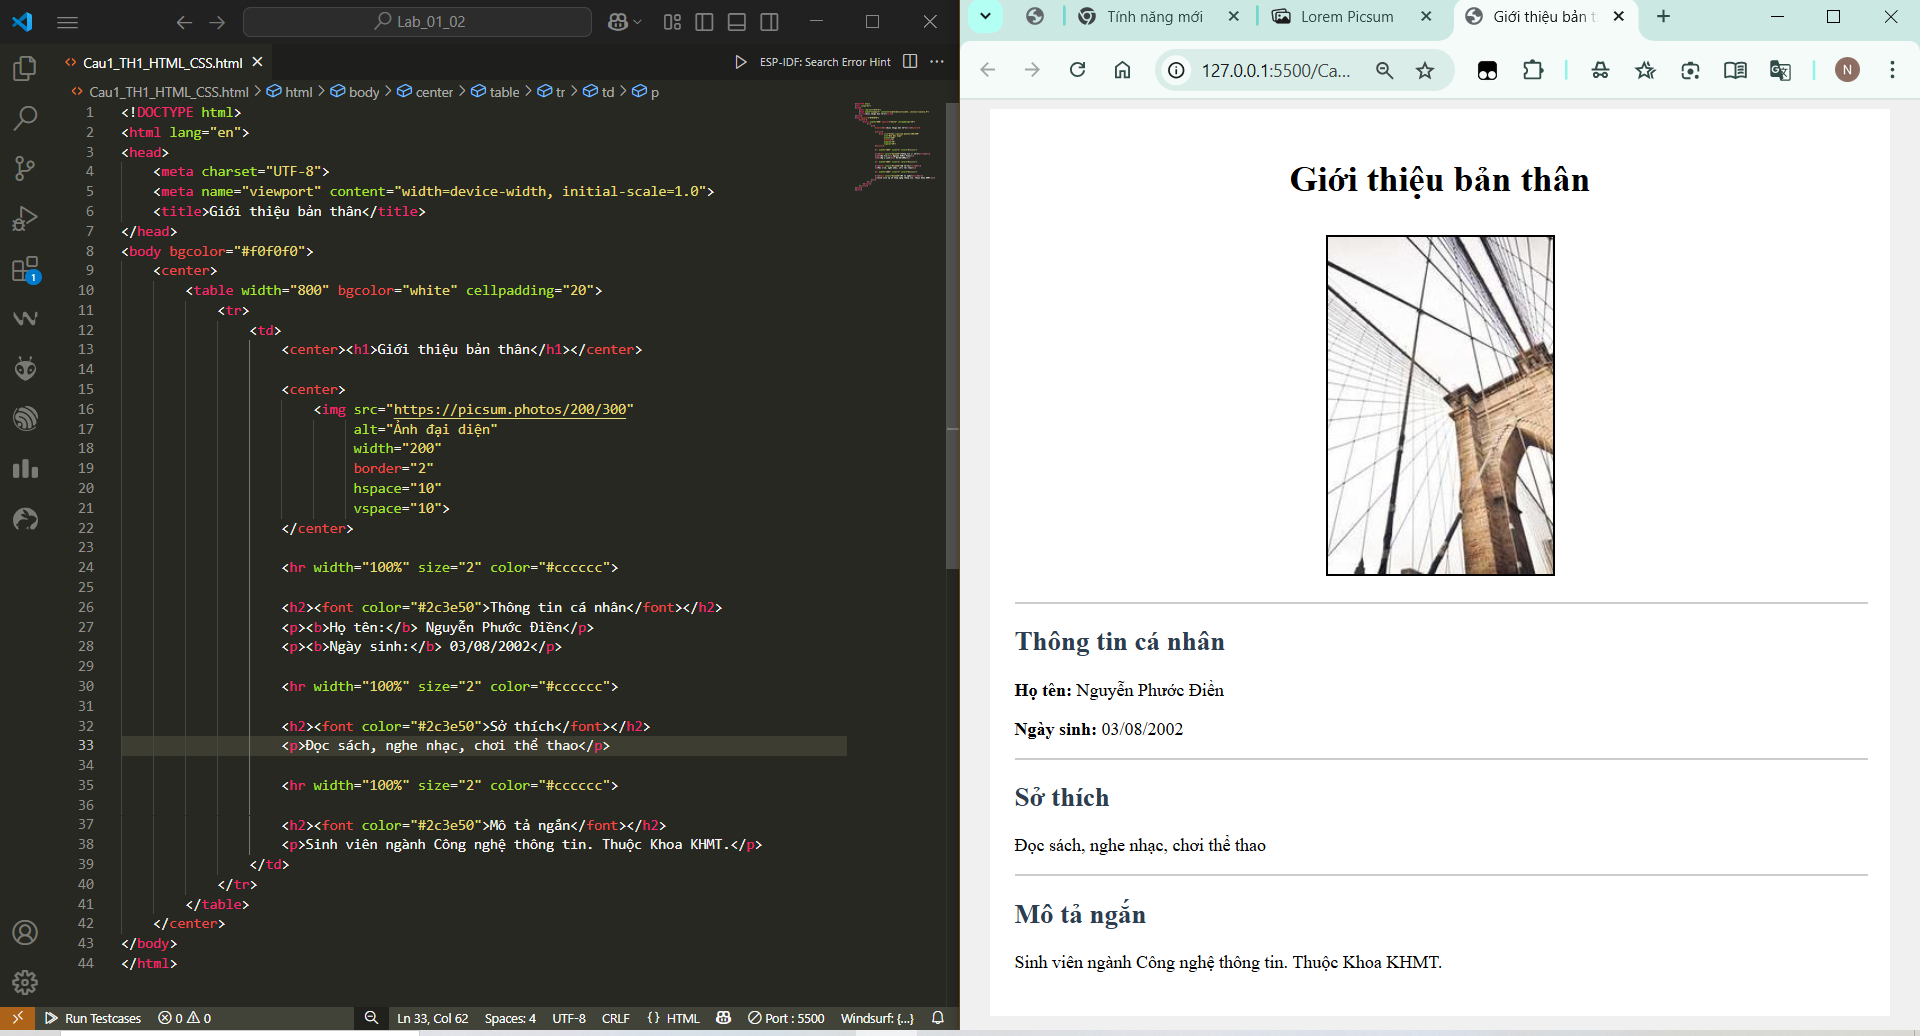 Lab_01_02
Cau1_TH1_HTML_CSS.html
ESP-IDF: Search Error Hint
Cau1_TH1_HTML_CSS.html > html > body > center > table > tr > td > p
1 <!DOCTYPE html>
2 <html lang="en">
3 <head>
4 <meta charset="UTF-8">
5 <meta name="viewport" content="width=device-width, initial-scale=1.0">
6 <title>Giới thiệu bản thân</title>
7 </head>
8 <body bgcolor="#f0f0f0">
9 <center>
10 <table width="800" bgcolor="white" cellpadding="20">
11 <tr>
12 <td>
13 <center><h1>Giới thiệu bản thân</h1></center>
14
15 <center>
16 <img src="https://picsum.photos/200/300"
17 alt="Ảnh đại diện"
18 width="200"
19 border="2"
20 hspace="10"
21 vspace="10">
22 </center>
23
24 <hr width="100%" size="2" color="#cccccc">
25
26 <h2><font color="#2c3e50">Thông tin cá nhân</font></h2>
27 <p><b>Họ tên:</b> Nguyễn Phước Điền</p>
28 <p><b>Ngày sinh:</b> 03/08/2002</p>
29
30 <hr width="100%" size="2" color="#cccccc">
31
32 <h2><font color="#2c3e50">Sở thích</font></h2>
33 <p>Đọc sách, nghe nhạc, chơi thể thao</p>
34
35 <hr width="100%" size="2" color="#cccccc">
36
37 <h2><font color="#2c3e50">Mô tả ngắn</font></h2>
38 <p>Sinh viên ngành Công nghệ thông tin. Thuộc Khoa KHMT.</p>
39 </td>
40 </tr>
41 </table>
42 </center>
43 </body>
44 </html>
1
Run Testcases 0 0 Ln 33, Col 62 Spaces: 4 UTF-8 CRLF {} HTML Port : 5500 Windsurf: {...}
Tính năng mới
Lorem Picsum
Giới thiệu bản t
127.0.0.1:5500/Ca...
N
Giới thiệu bản thân
Thông tin cá nhân
Họ tên: Nguyễn Phước Điền
Ngày sinh: 03/08/2002
Sở thích
Đọc sách, nghe nhạc, chơi thể thao
Mô tả ngắn
Sinh viên ngành Công nghệ thông tin. Thuộc Khoa KHMT.